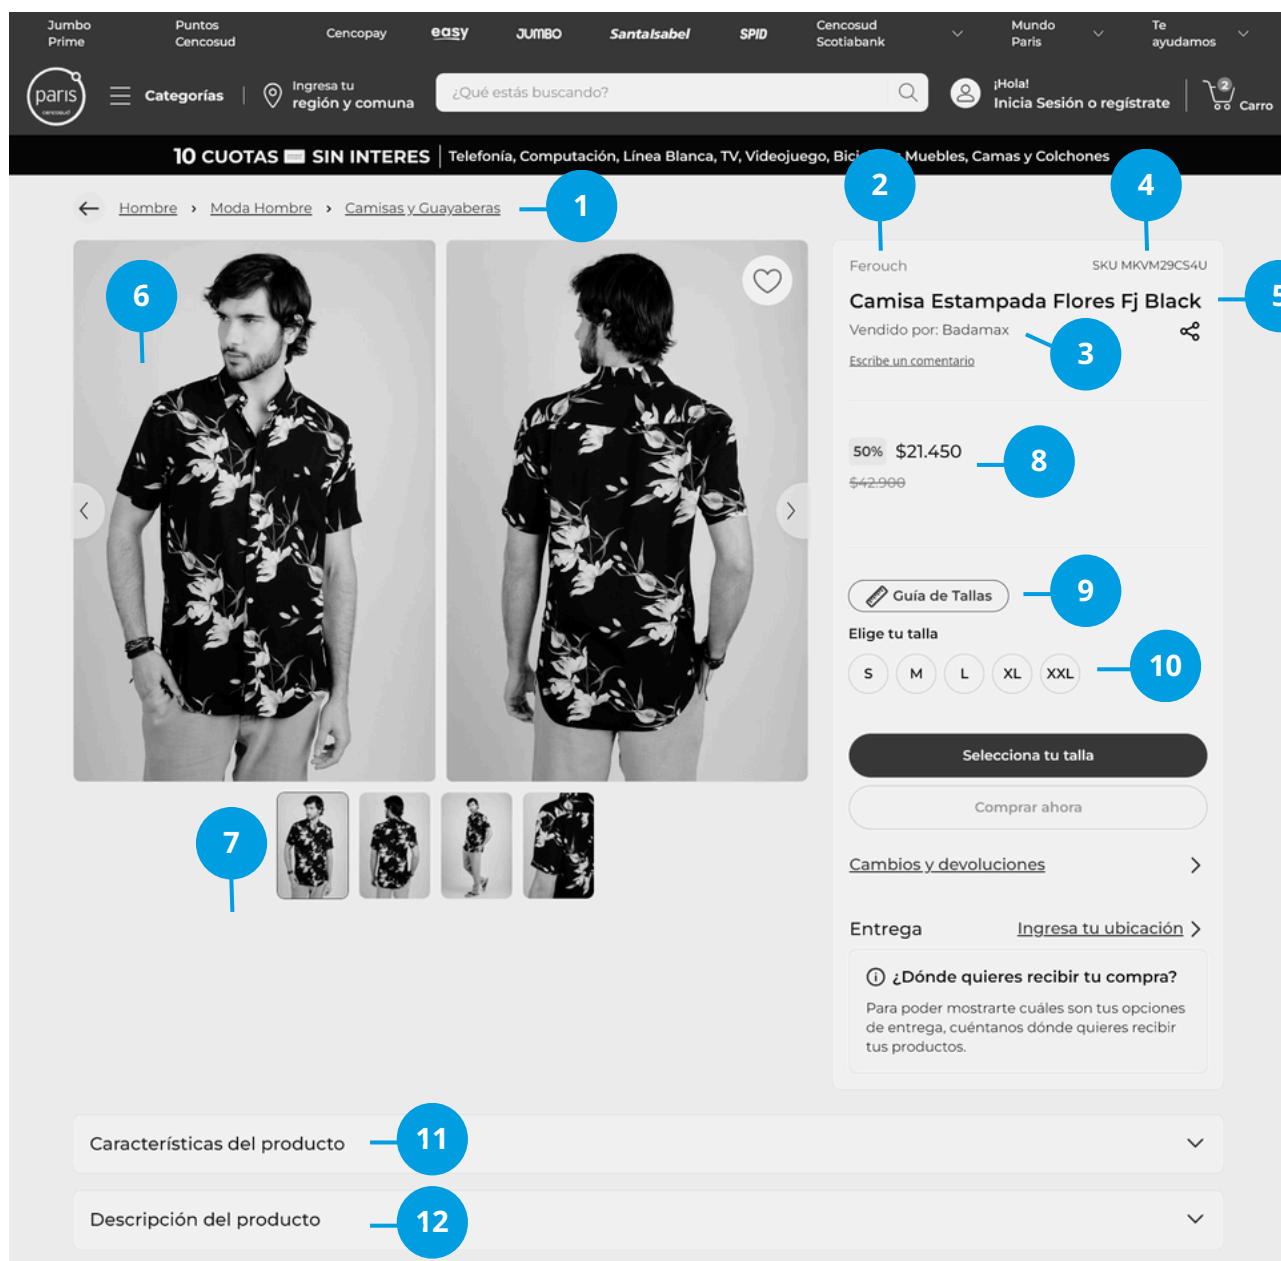 Jumbo Prime
Puntos Cencosud
Cencopay
easy
JUMBO
SantaIsabel
SPID
Cencosud Scotiabank
Mundo Paris
Te ayudamos
paris
cencosud
Categorías
Ingresa tu
región y comuna
¿Qué estás buscando?
¡Hola!
Inicia Sesión o regístrate
2
Carro
10 CUOTAS SIN INTERES
Telefonía, Computación, Línea Blanca, TV, Videojuego, Bici Muebles, Camas y Colchones
Hombre › Moda Hombre › Camisas y Guayaberas
1
2
4
6
Ferouch
SKU MKVM29CS4U
Camisa Estampada Flores Fj Black
5
Vendido por: Badamax
3
Escribe un comentario
50% $21.450
8
$42.900
Guía de Tallas
9
Elige tu talla
S M L XL XXL
10
Selecciona tu talla
Comprar ahora
7
Cambios y devoluciones
Entrega
Ingresa tu ubicación
¿Dónde quieres recibir tu compra?
Para poder mostrarte cuáles son tus opciones
de entrega, cuéntanos dónde quieres recibir
tus productos.
Características del producto
11
Descripción del producto
12